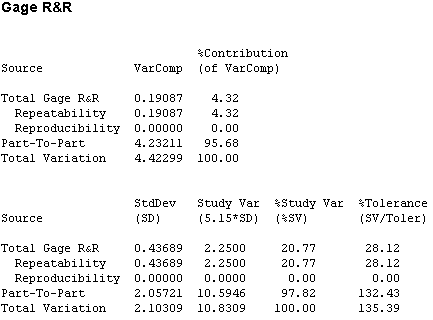 Gage R&R
%Contribution
Source VarComp (of VarComp)
Total Gage R&R 0.19087 4.32
Repeatability 0.19087 4.32
Reproducibility 0.00000 0.00
Part-To-Part 4.23211 95.68
Total Variation 4.42299 100.00
StdDev Study Var %Study Var %Tolerance
Source (SD) (5.15*SD) (%SV) (SV/Toler)
Total Gage R&R 0.43689 2.2500 20.77 28.12
Repeatability 0.43689 2.2500 20.77 28.12
Reproducibility 0.00000 0.0000 0.00 0.00
Part-To-Part 2.05721 10.5946 97.82 132.43
Total Variation 2.10309 10.8309 100.00 135.39